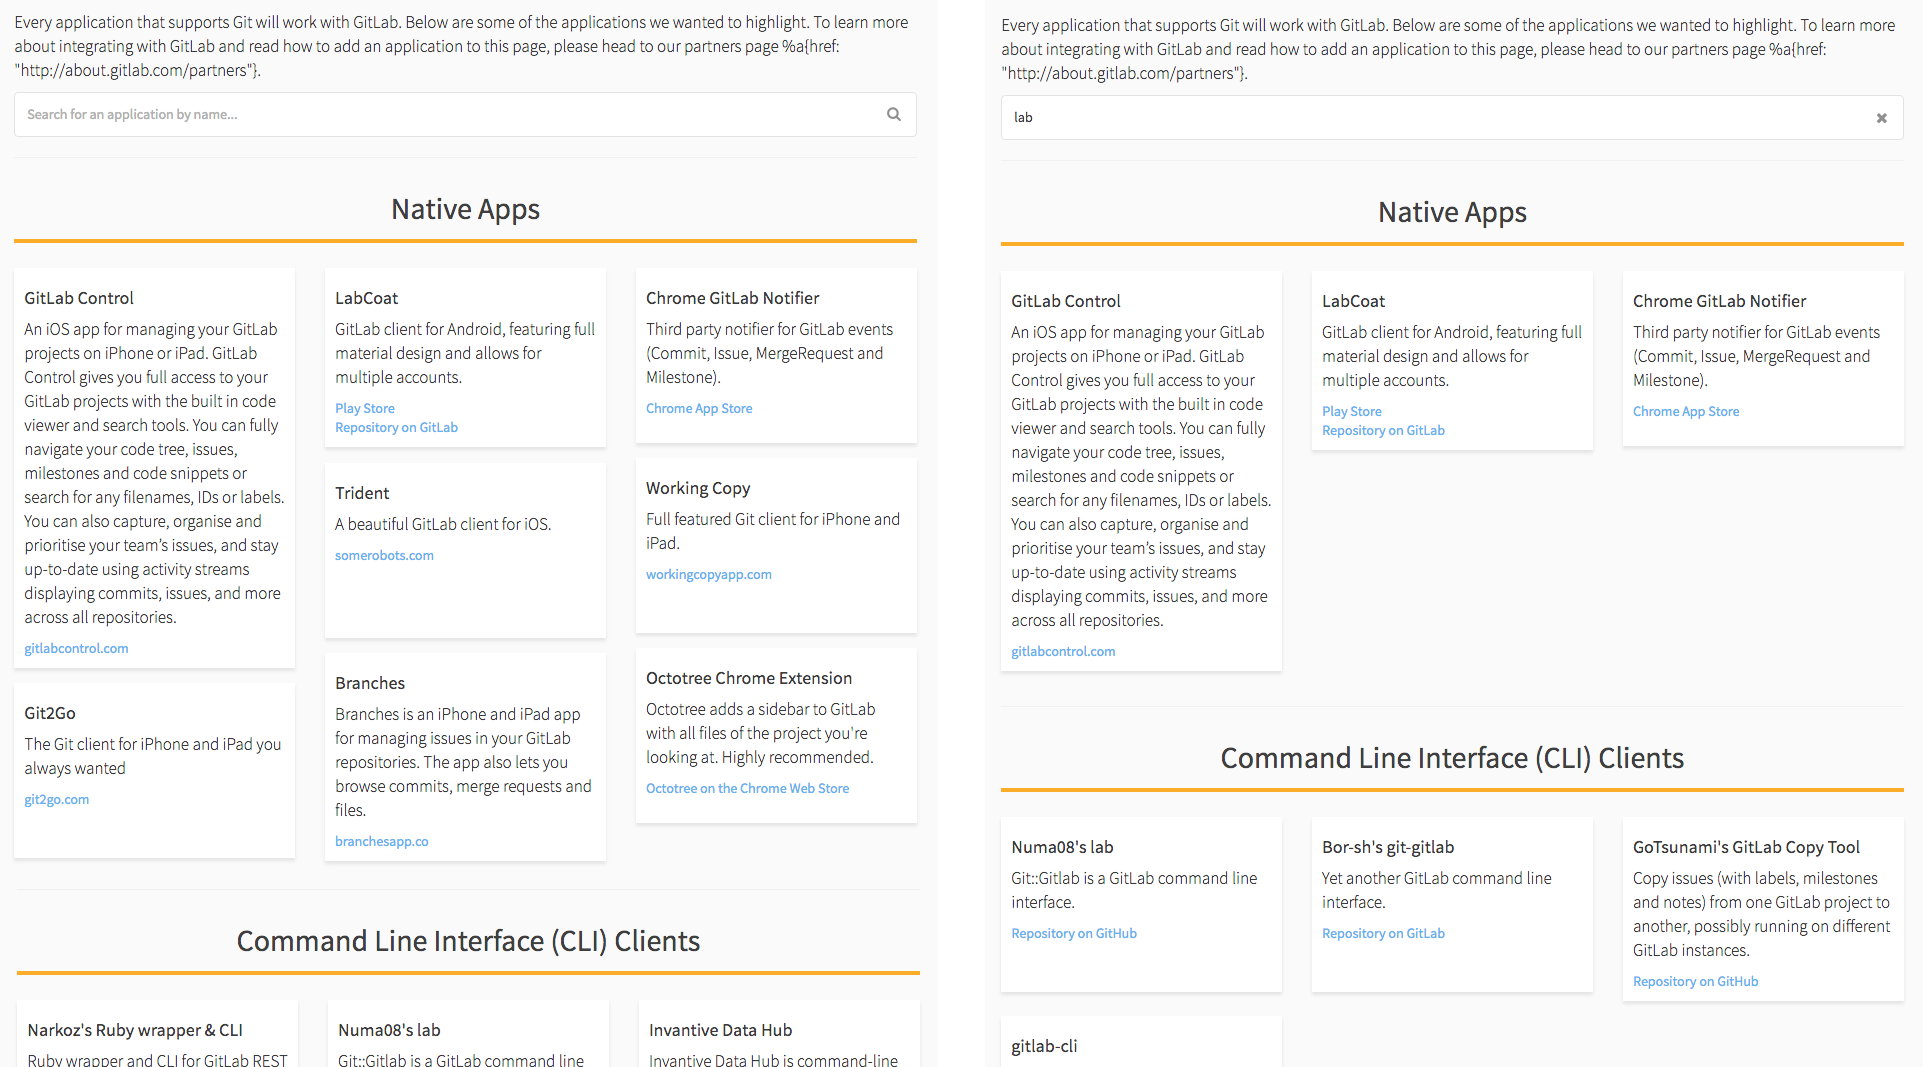 Every application that supports Git will work with GitLab. Below are some of the applications we wanted to highlight. To learn more
about integrating with GitLab and read how to add an application to this page, please head to our partners page %a{href:
"http://about.gitlab.com/partners"}.
Search for an application by name...
Native Apps
GitLab Control
An iOS app for managing your GitLab
projects on iPhone or iPad. GitLab
Control gives you full access to your
GitLab projects with the built in code
viewer and search tools. You can fully
navigate your code tree, issues,
milestones and code snippets or
search for any filenames, IDs or labels.
You can also capture, organise and
prioritise your team's issues, and stay
up-to-date using activity streams
displaying commits, issues, and more
across all repositories.
gitlabcontrol.com
Git2Go
The Git client for iPhone and iPad you
always wanted
git2go.com
LabCoat
GitLab client for Android, featuring full
material design and allows for
multiple accounts.
Play Store
Repository on GitLab
Trident
A beautiful GitLab client for iOS.
somerobots.com
Branches
Branches is an iPhone and iPad app
for managing issues in your GitLab
repositories. The app also lets you
browse commits, merge requests and
files.
branchesapp.co
Chrome GitLab Notifier
Third party notifier for GitLab events
(Commit, Issue, MergeRequest and
Milestone).
Chrome App Store
Working Copy
Full featured Git client for iPhone and
iPad.
workingcopyapp.com
Octotree Chrome Extension
Octotree adds a sidebar to GitLab
with all files of the project you're
looking at. Highly recommended.
Octotree on the Chrome Web Store
Command Line Interface (CLI) Clients
Narkoz's Ruby wrapper & CLI
Ruby wrapper and CLI for GitLab REST
Numa08's lab
Git::Gitlab is a GitLab command line
Invantive Data Hub
Invantive Data Hub is command-line
Every application that supports Git will work with GitLab. Below are some of the applications we wanted to highlight. To learn more
about integrating with GitLab and read how to add an application to this page, please head to our partners page %a{href:
"http://about.gitlab.com/partners"}.
lab
Native Apps
GitLab Control
An iOS app for managing your GitLab
projects on iPhone or iPad. GitLab
Control gives you full access to your
GitLab projects with the built in code
viewer and search tools. You can fully
navigate your code tree, issues,
milestones and code snippets or
search for any filenames, IDs or labels.
You can also capture, organise and
prioritise your team's issues, and stay
up-to-date using activity streams
displaying commits, issues, and more
across all repositories.
gitlabcontrol.com
LabCoat
GitLab client for Android, featuring full
material design and allows for
multiple accounts.
Play Store
Repository on GitLab
Chrome GitLab Notifier
Third party notifier for GitLab events
(Commit, Issue, MergeRequest and
Milestone).
Chrome App Store
Command Line Interface (CLI) Clients
Numa08's lab
Git::Gitlab is a GitLab command line
interface.
Repository on GitHub
Bor-sh's git-gitlab
Yet another GitLab command line
interface.
Repository on GitLab
GoTsunami's GitLab Copy Tool
Copy issues (with labels, milestones
and notes) from one GitLab project to
another, possibly running on different
GitLab instances.
Repository on GitHub
gitlab-cli